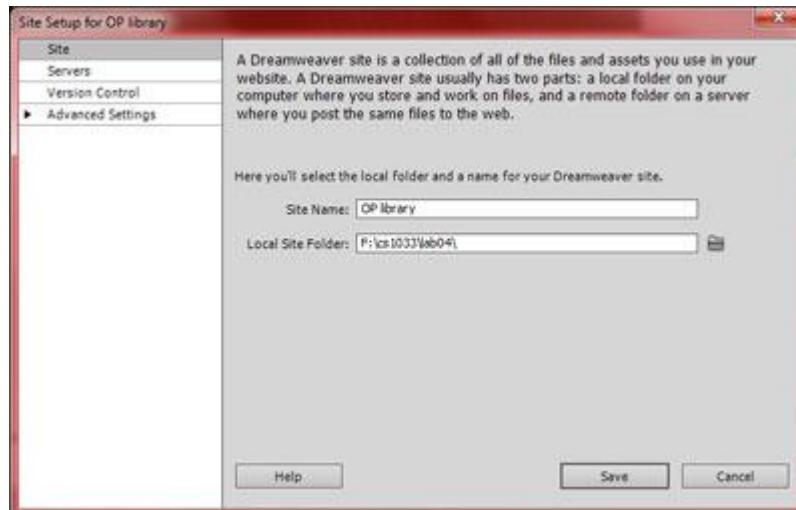 Site Setup for OP library
Site
Servers
Version Control
Advanced Settings
A Dreamweaver site is a collection of all of the files and assets you use in your
website. A Dreamweaver site usually has two parts: a local folder on your
computer where you store and work on files, and a remote folder on a server
where you post the same files to the web.
Here you'll select the local folder and a name for your Dreamweaver site.
Site Name: OP library
Local Site Folder: F:\cs1033\lab04\
Help
Save
Cancel